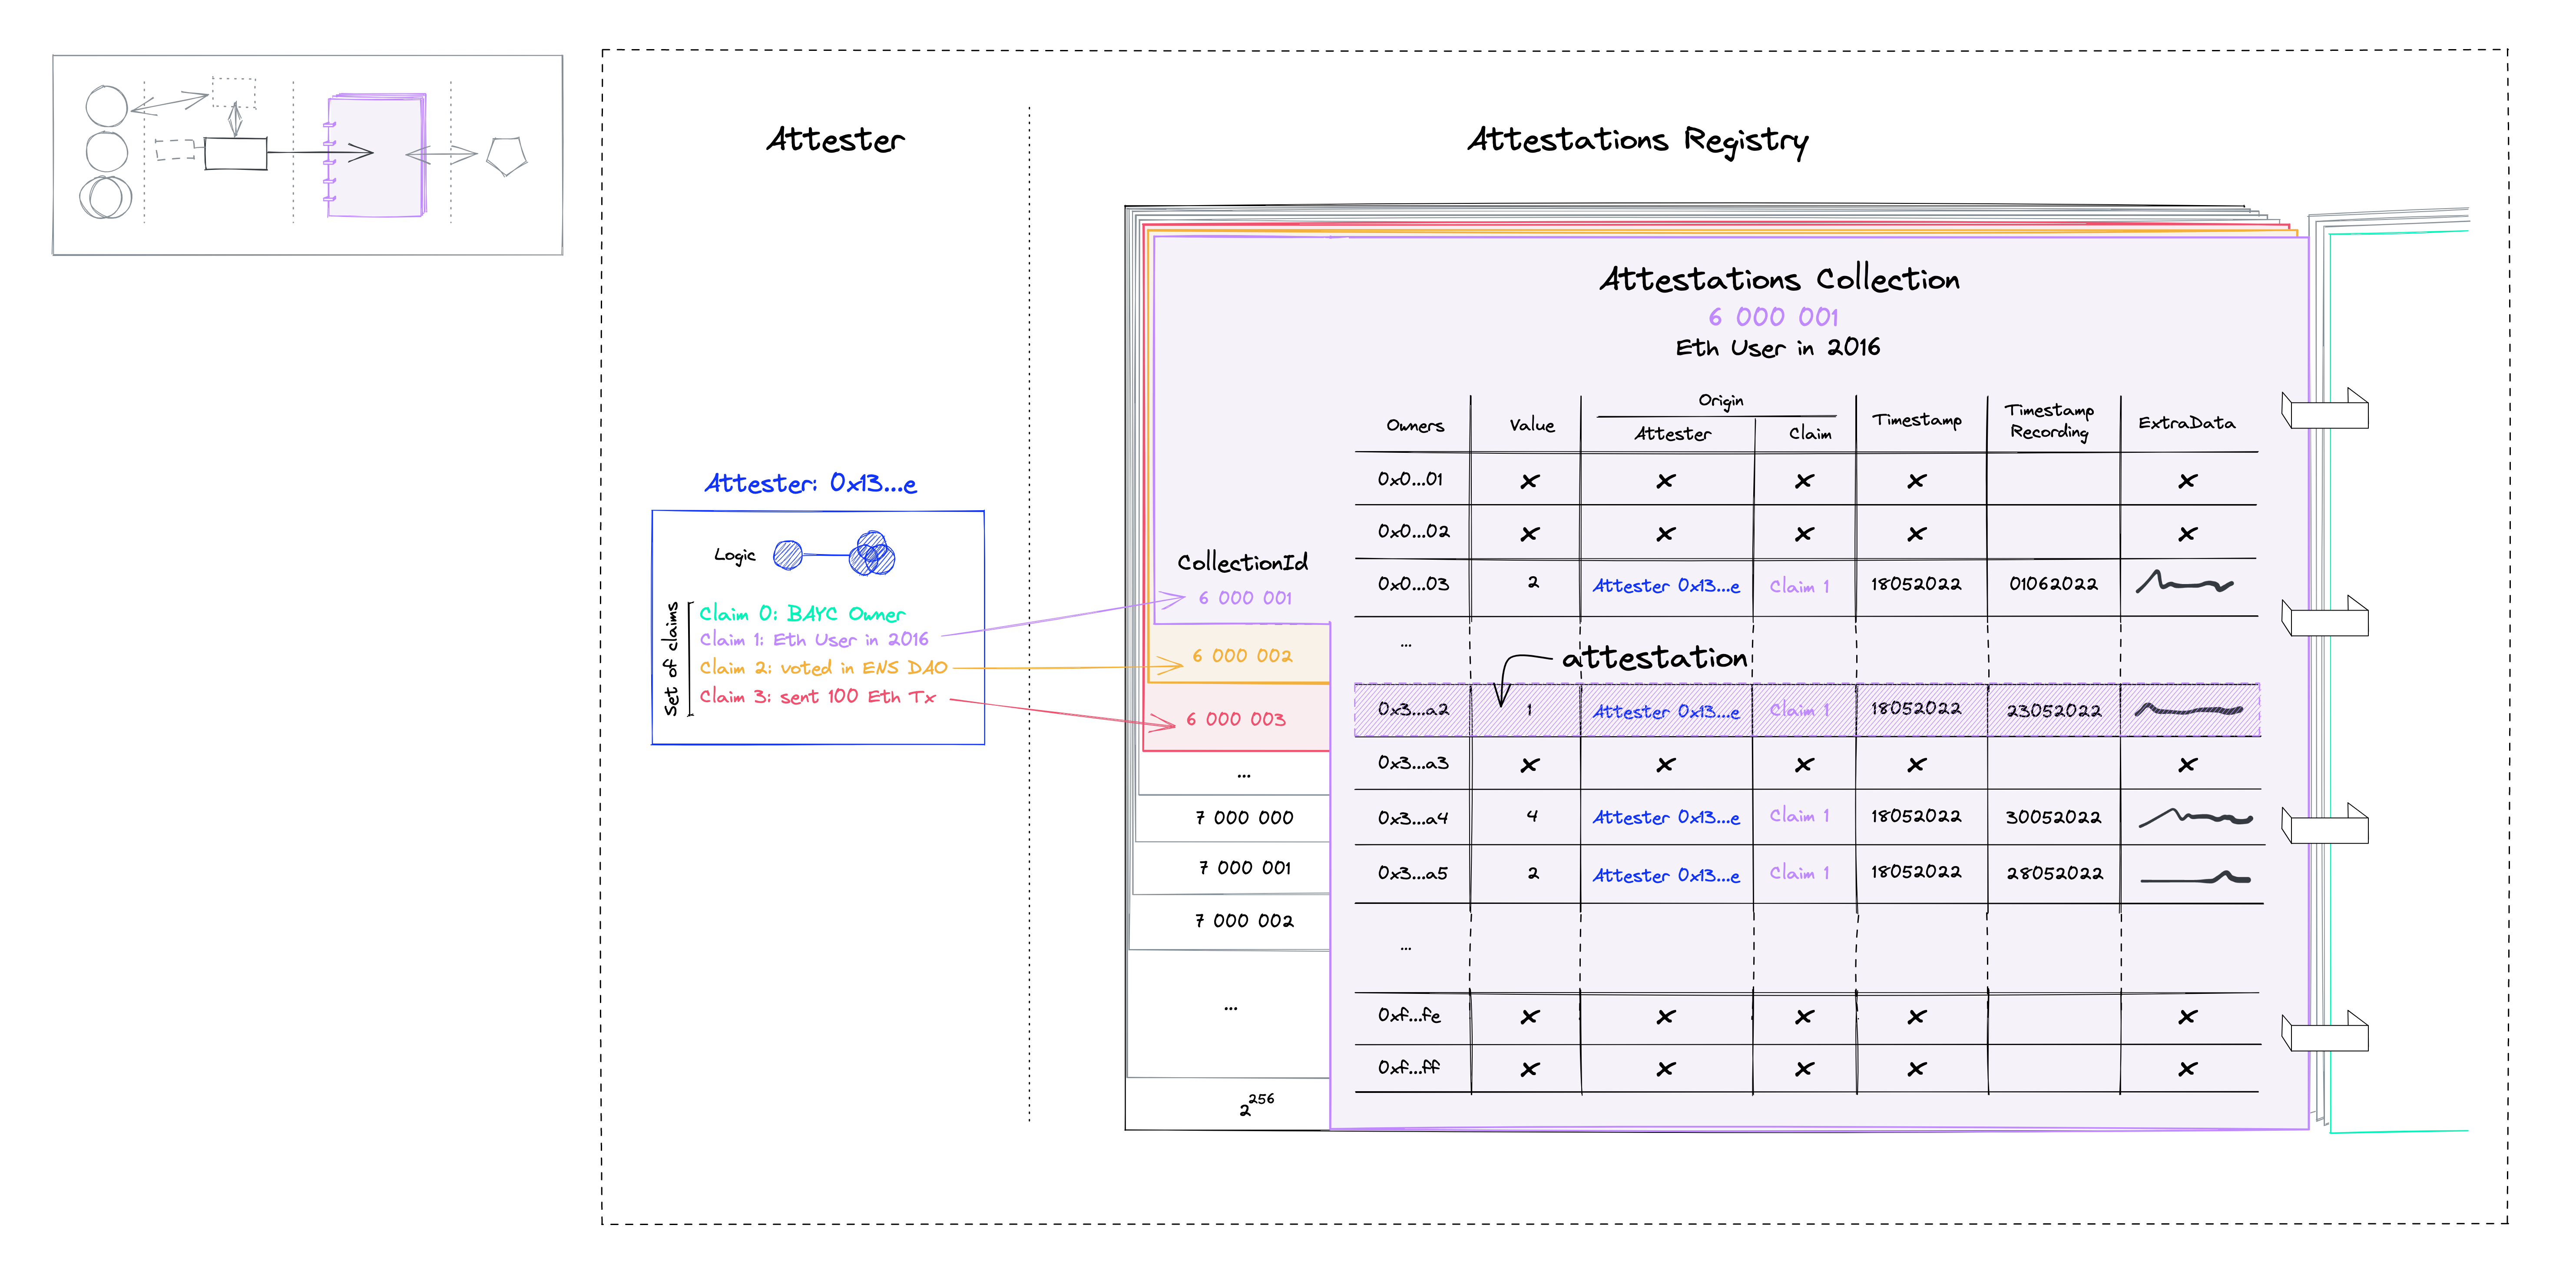 Attester
Attestations Registry
Attester: 0x13...e
Logic
Set of claims
Claim 0: BAYC Owner
Claim 1: Eth User in 2016
Claim 2: voted in ENS DAO
Claim 3: sent 100 Eth Tx
CollectionId
6 000 001
6 000 002
6 000 003
...
7 000 000
7 000 001
7 000 002
...
2^256
Attestations Collection
6 000 001
Eth User in 2016
Owners Value Origin Attester Claim Timestamp Timestamp Recording ExtraData
0x0...01 x x x x x
0x0...02 x x x x x
0x0...03 2 Attester 0x13...e Claim 1 18052022 01062022
...
attestation
0x3...a2 1 Attester 0x13...e Claim 1 18052022 23052022
0x3...a3 x x x x x
0x3...a4 4 Attester 0x13...e Claim 1 18052022 30052022
0x3...a5 2 Attester 0x13...e Claim 1 18052022 28052022
...
0xf...fe x x x x x
0xf...ff x x x x x